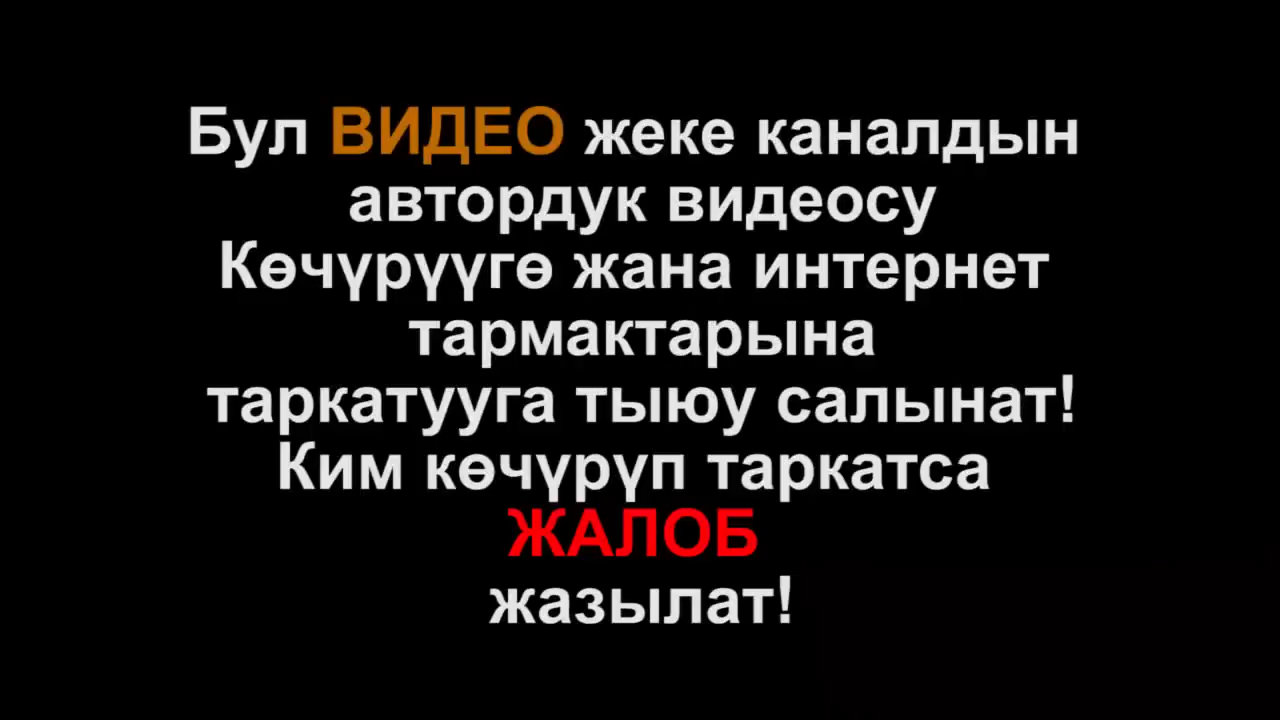 Бул ВИДЕО жеке каналдын
автордук видеосу
Көчүрүүгө жана интернет
тармактарына
таркатууга тыюу салынат!
Ким көчүрүп таркатса
ЖАЛОБ
жазылат!